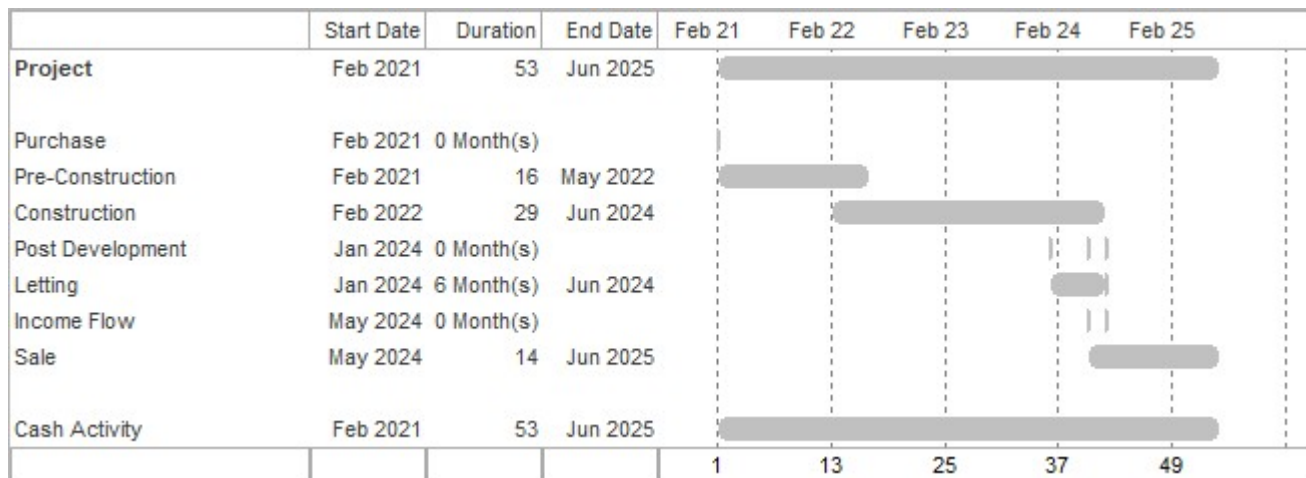 Start Date Duration End Date Feb 21 Feb 22 Feb 23 Feb 24 Feb 25
Project Feb 2021 53 Jun 2025
Purchase Feb 2021 0 Month(s)
Pre-Construction Feb 2021 16 May 2022
Construction Feb 2022 29 Jun 2024
Post Development Jan 2024 0 Month(s)
Letting Jan 2024 6 Month(s) Jun 2024
Income Flow May 2024 0 Month(s)
Sale May 2024 14 Jun 2025
Cash Activity Feb 2021 53 Jun 2025
1 13 25 37 49